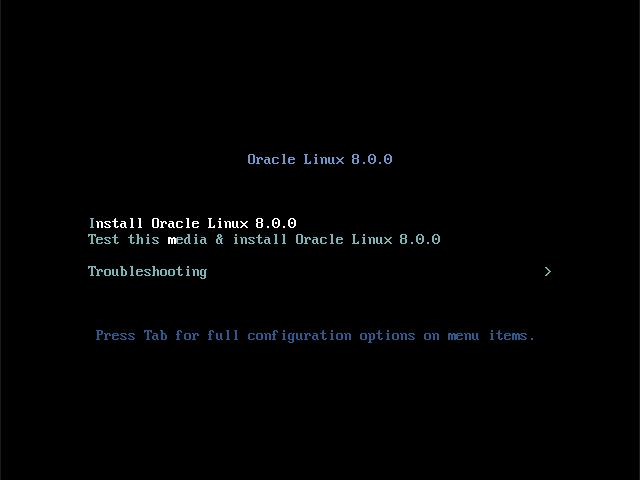 Oracle Linux 8.0.0
Install Oracle Linux 8.0.0
Test this media & install Oracle Linux 8.0.0
Troubleshooting >
Press Tab for full configuration options on menu items.